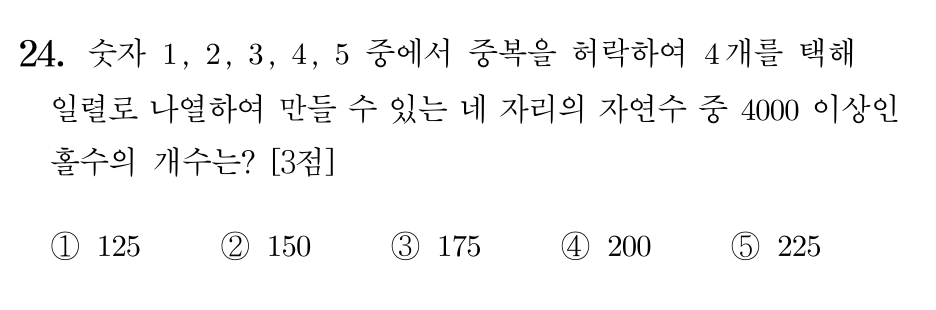 24. 숫자 1, 2, 3, 4, 5 중에서 중복을 허락하여 4개를 택해
일렬로 나열하여 만들 수 있는 네 자리의 자연수 중 4000 이상인
홀수의 개수는? [3점]
① 125 ② 150 ③ 175 ④ 200 ⑤ 225